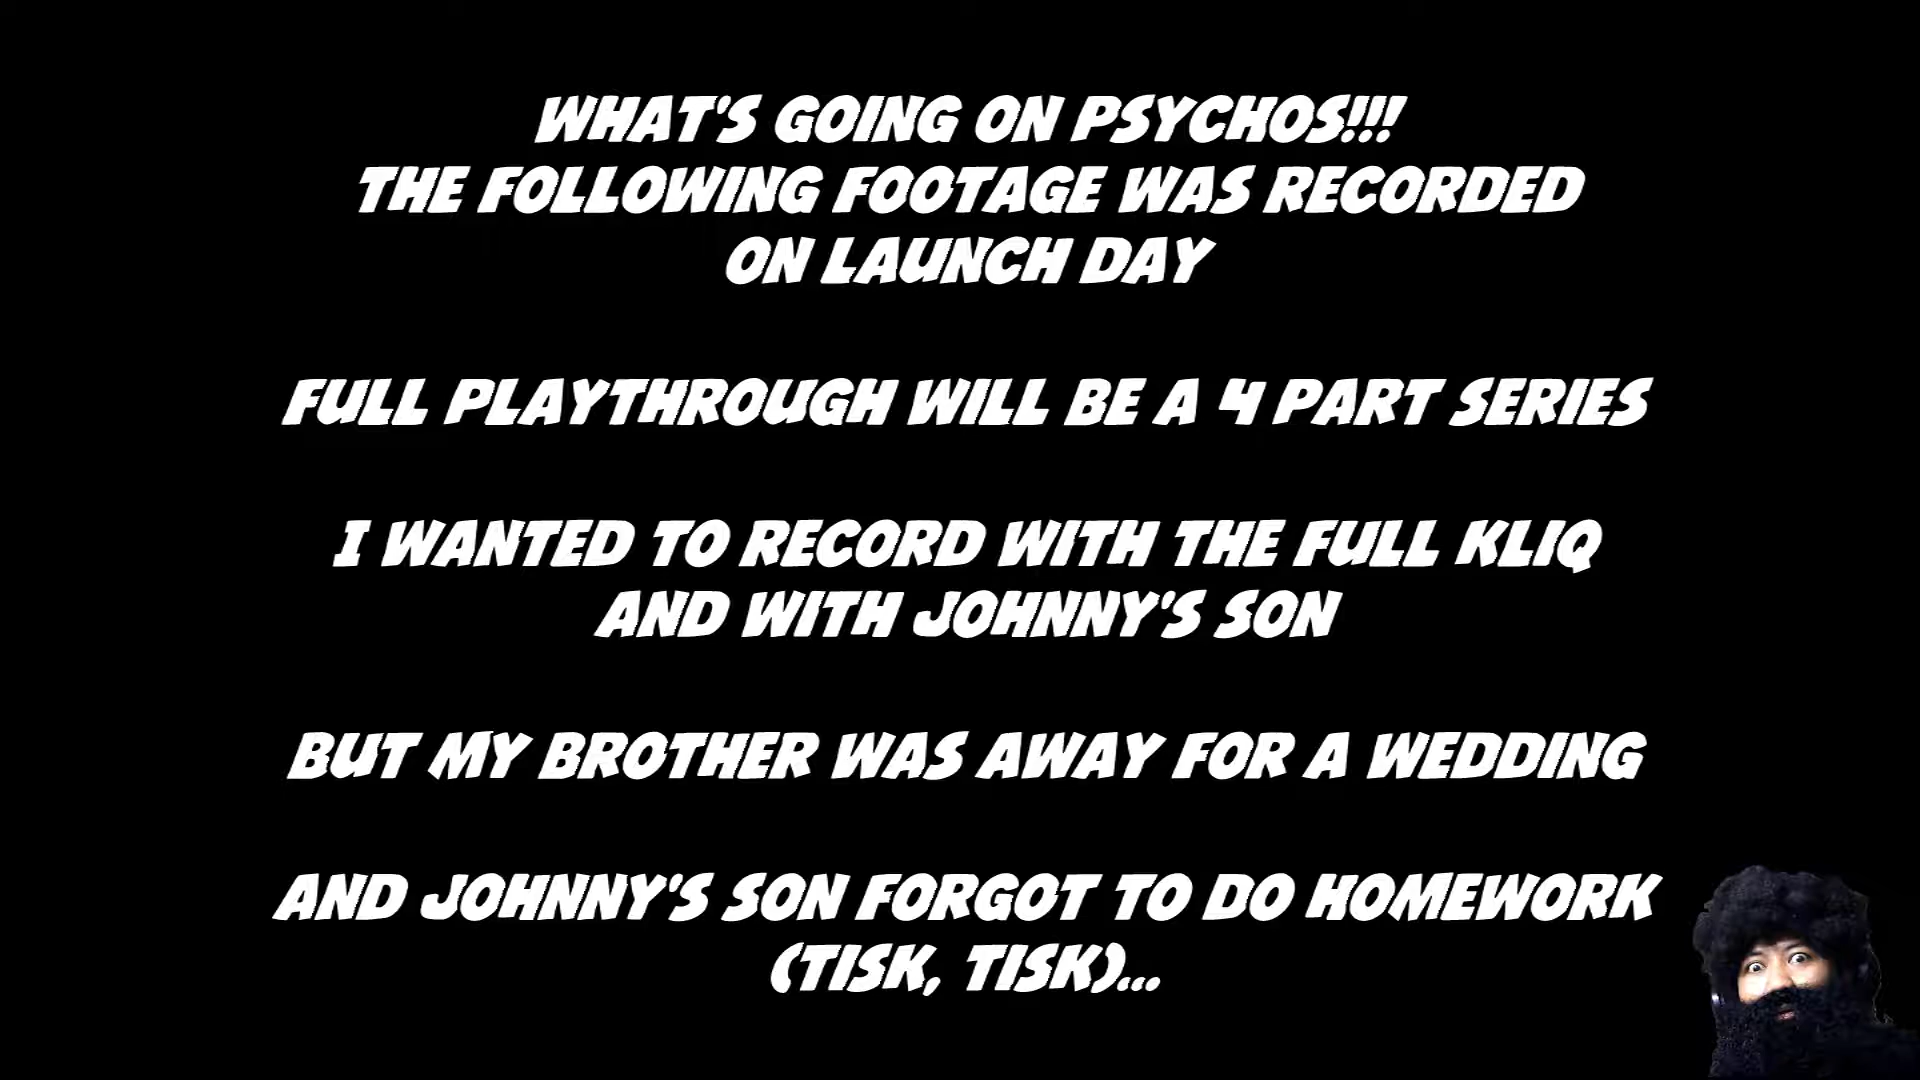 WHAT'S GOING ON PSYCHOS!!!
THE FOLLOWING FOOTAGE WAS RECORDED
ON LAUNCH DAY
FULL PLAYTHROUGH WILL BE A 4 PART SERIES
I WANTED TO RECORD WITH THE FULL KLIQ
AND WITH JOHNNY'S SON
BUT MY BROTHER WAS AWAY FOR A WEDDING
AND JOHNNY'S SON FORGOT TO DO HOMEWORK
(TISK, TISK)...